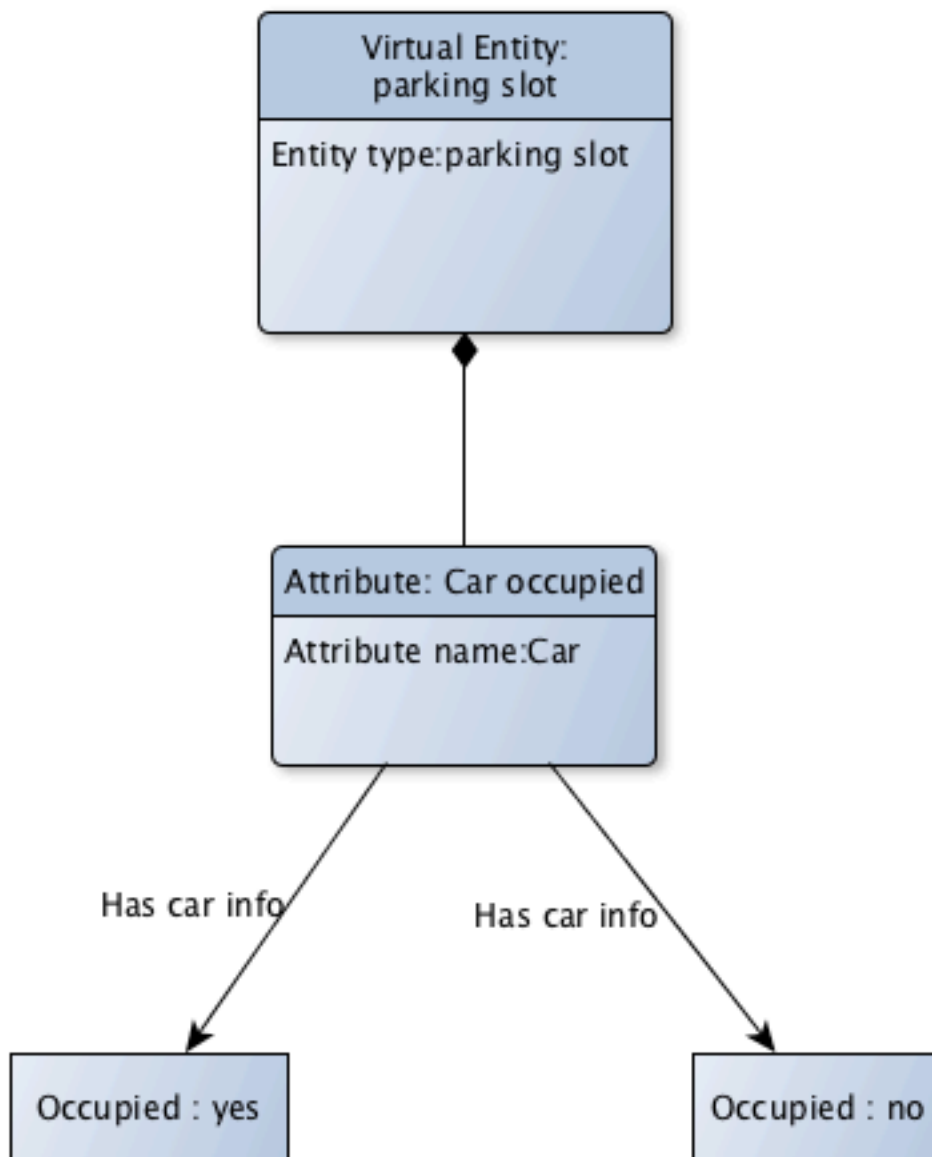 Virtual Entity:
parking slot
Entity type:parking slot
Attribute: Car occupied
Attribute name:Car
Has car info
Has car info
Occupied : yes
Occupied : no